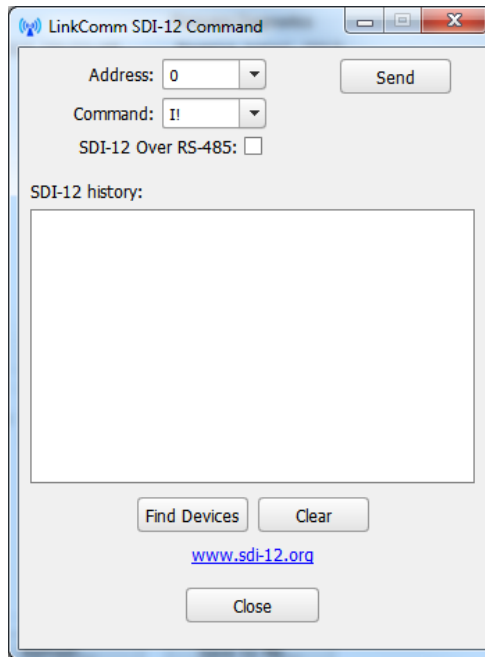 LinkComm SDI-12 Command
Address: 0
Send
Command: I!
SDI-12 Over RS-485:
SDI-12 history:
Find Devices
Clear
www.sdi-12.org
Close